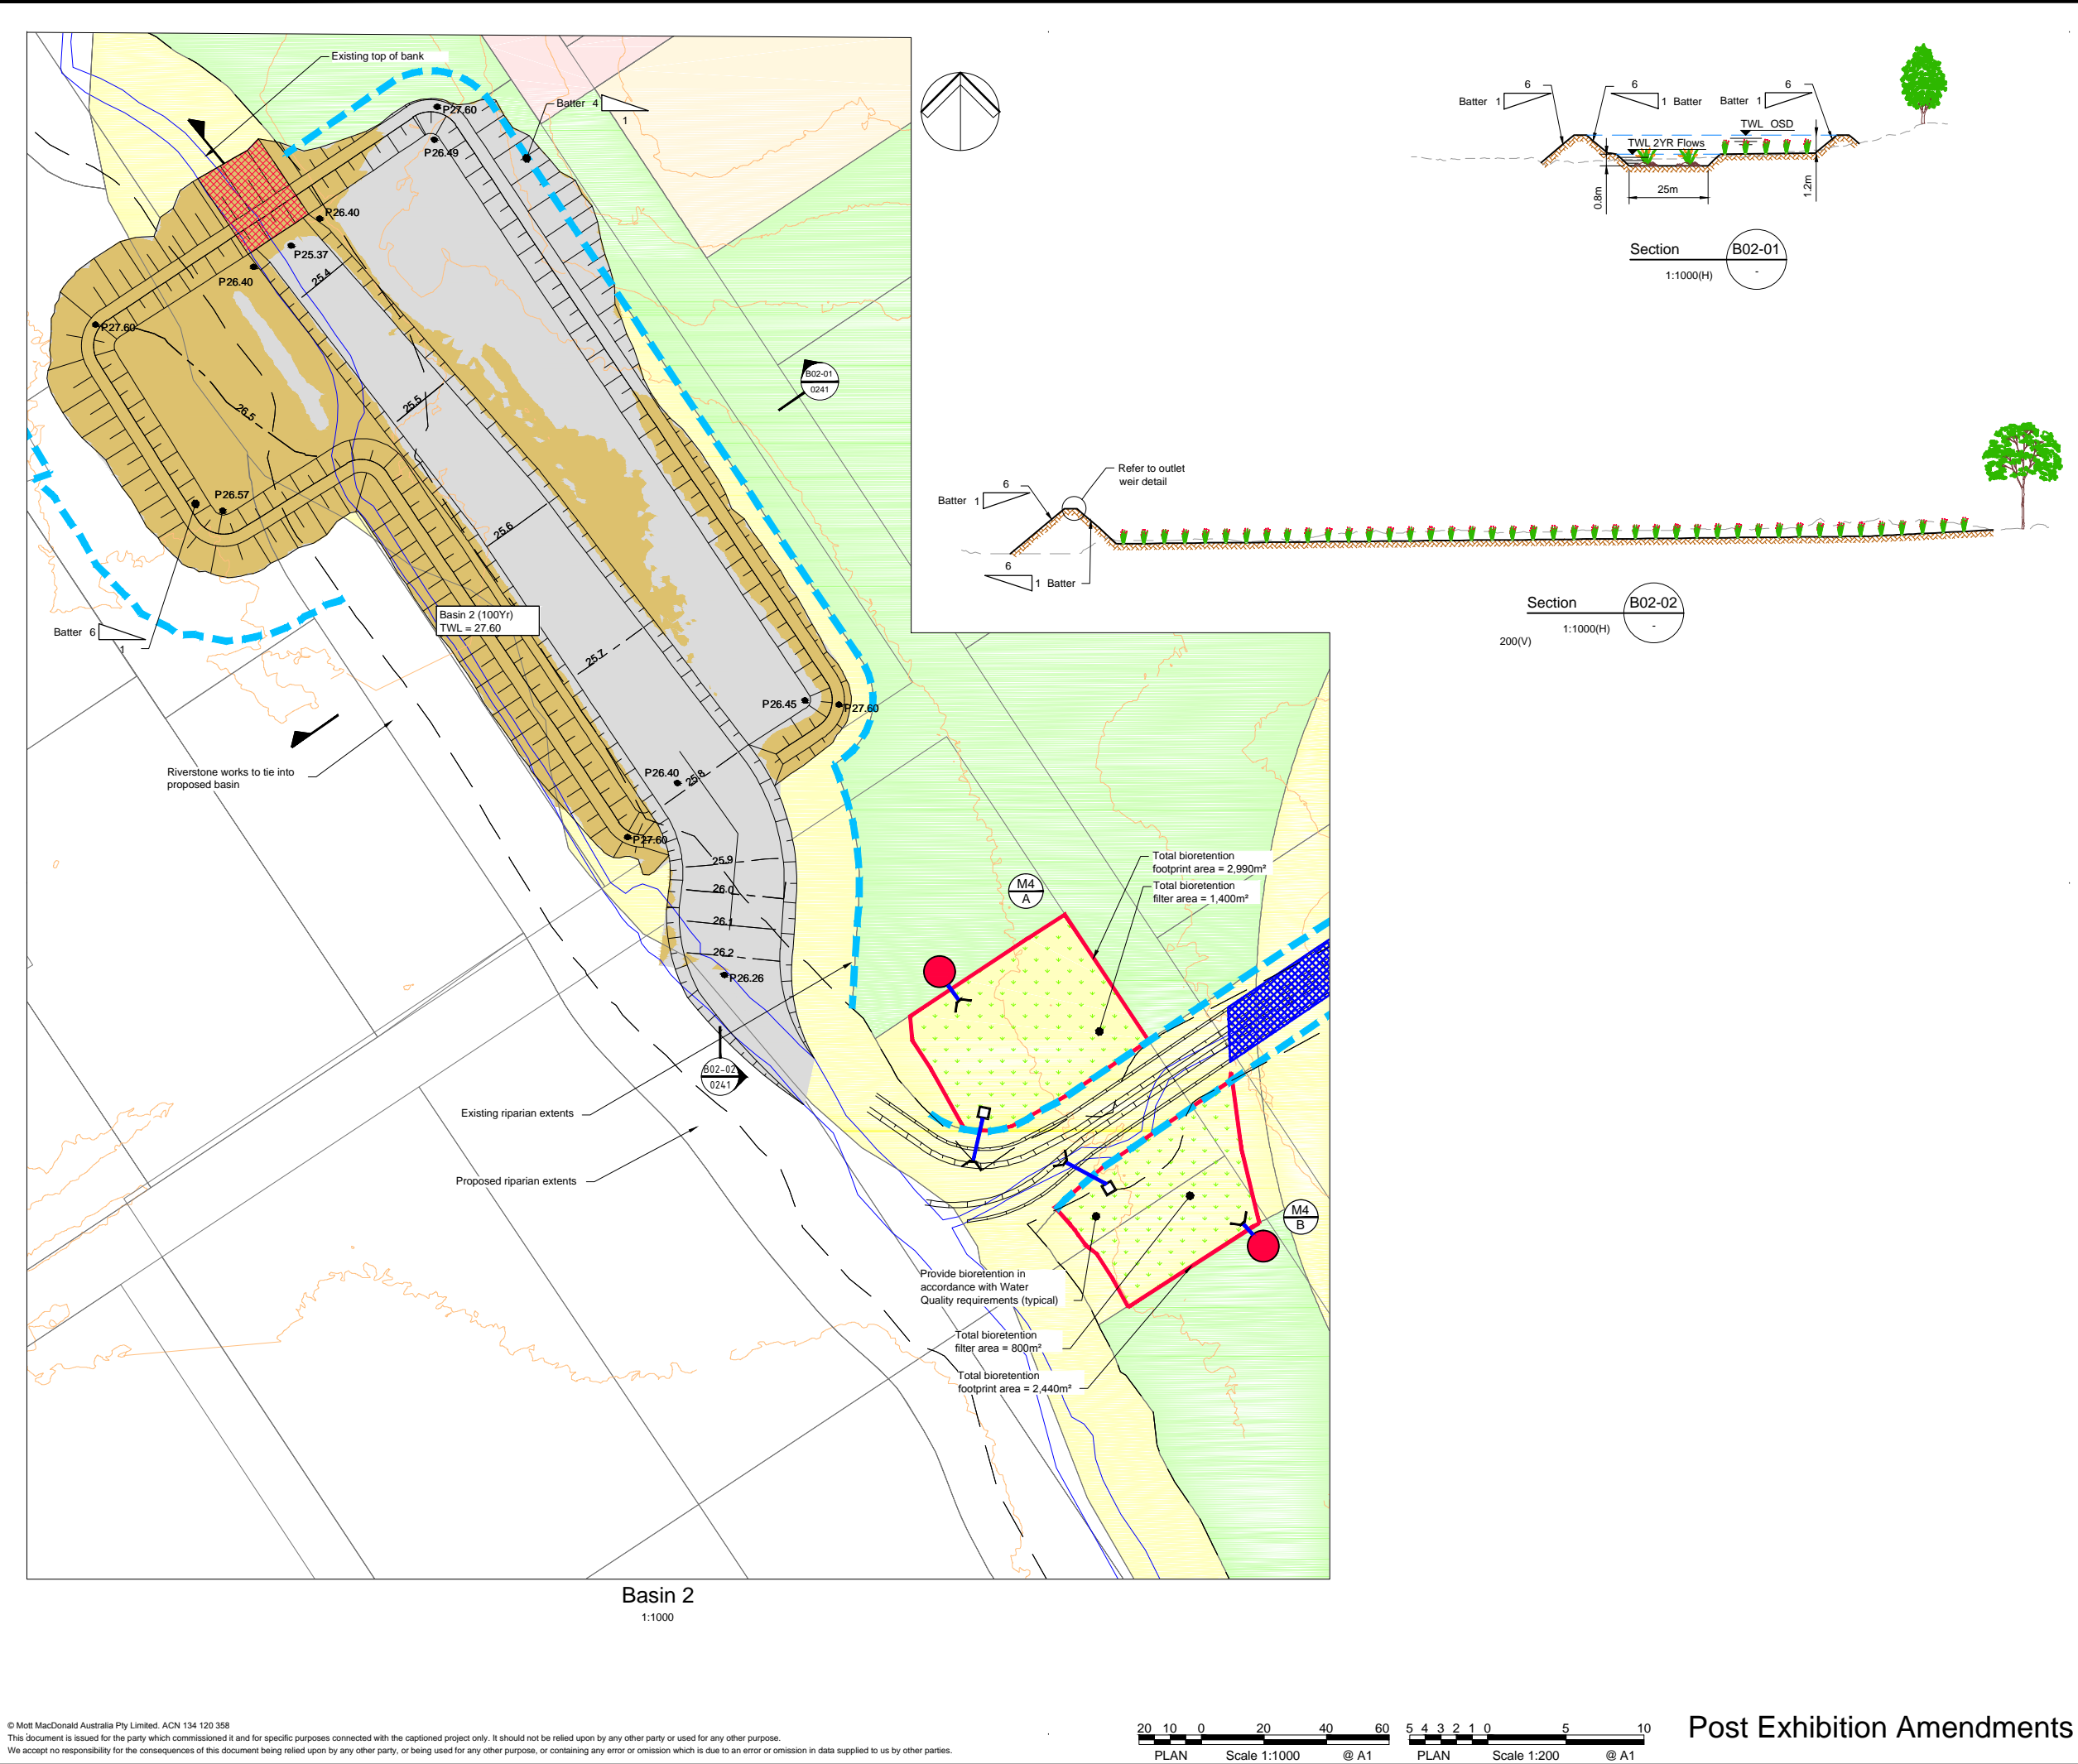 Existing top of bank
Batter 4
1
P27.60
P26.49
P26.40
P25.37
25.4
P26.40
P27.60
26.5
25.5
B02-01
0241
P26.57
25.6
Batter 6
1
Basin 2 (100Yr)
TWL = 27.60
25.7
P26.45
P27.60
Riverstone works to tie into
proposed basin
P26.40
25.8
P27.60
25.9
26.0
26.1
26.2
P26.26
B02-02
0241
Existing riparian extents
Proposed riparian extents
M4
A
Total bioretention
footprint area = 2,990m²
Total bioretention
filter area = 1,400m²
M4
B
Provide bioretention in
accordance with Water
Quality requirements (typical)
Total bioretention
filter area = 800m²
Total bioretention
footprint area = 2,440m²
Basin 2
1:1000
6
Batter 1
6
1 Batter
6
Batter 1
TWL OSD
TWL 2YR Flows
0.8m
25m
1.2m
Section B02-01
1:1000(H) -
Refer to outlet
weir detail
6
Batter 1
6
1 Batter
Section B02-02
1:1000(H) -
200(V)
© Mott MacDonald Australia Pty Limited. ACN 134 120 358
This document is issued for the party which commissioned it and for specific purposes connected with the captioned project only. It should not be relied upon by any other party or used for any other purpose.
We accept no responsibility for the consequences of this document being relied upon by any other party, or being used for any other purpose, or containing any error or omission which is due to an error or omission in data supplied to us by other parties.
20 10 0 20 40 60
PLAN Scale 1:1000 @ A1
5 4 3 2 1 0 5 10
PLAN Scale 1:200 @ A1
Post Exhibition Amendments